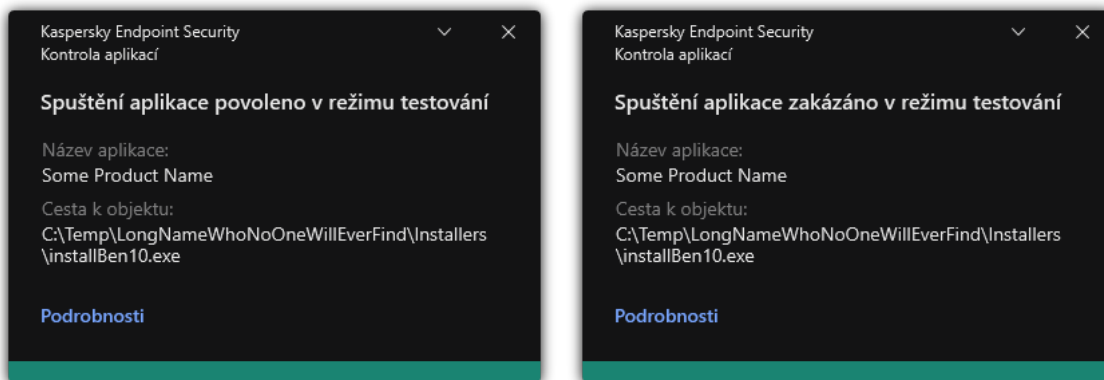 Kaspersky Endpoint Security
Kontrola aplikací
Spuštění aplikace povoleno v režimu testování
Název aplikace:
Some Product Name
Cesta k objektu:
C:\Temp\LongNameWhoNoOneWillEverFind\Installers
\installBen10.exe
Podrobnosti
Kaspersky Endpoint Security
Kontrola aplikací
Spuštění aplikace zakázáno v režimu testování
Název aplikace:
Some Product Name
Cesta k objektu:
C:\Temp\LongNameWhoNoOneWillEverFind\Installers
\installBen10.exe
Podrobnosti